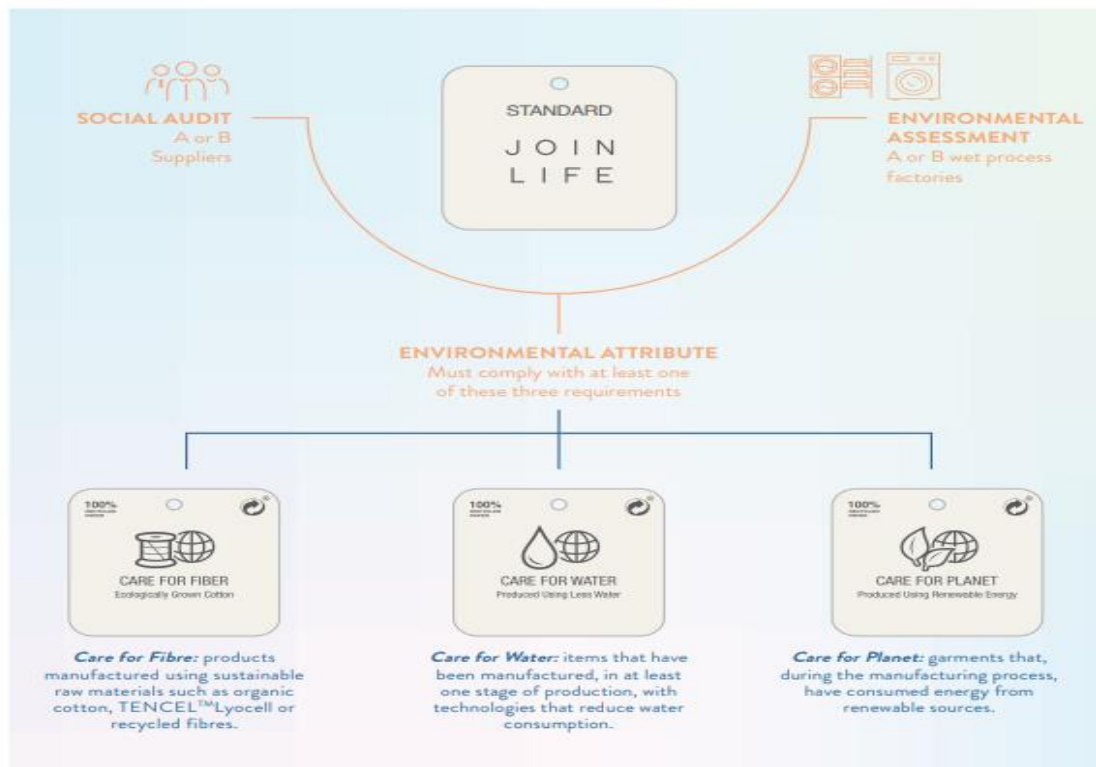 SOCIAL AUDIT
A or B
Suppliers
STANDARD
JOIN
LIFE
ENVIRONMENTAL
ASSESSMENT
A or B wet process
factories
ENVIRONMENTAL ATTRIBUTE
Must comply with at least one
of these three requirements
100%
CARE FOR FIBER
Ecologically Grown Cotton
100%
CARE FOR WATER
Produced Using Less Water
100%
CARE FOR PLANET
Produced Using Renewable Energy
Care for Fibre: products
manufactured using sustainable
raw materials such as organic
cotton, TENCEL™Lyocell or
recycled fibres.
Care for Water: items that have
been manufactured, in at least
one stage of production, with
technologies that reduce water
consumption.
Care for Planet: garments that,
during the manufacturing process,
have consumed energy from
renewable sources.